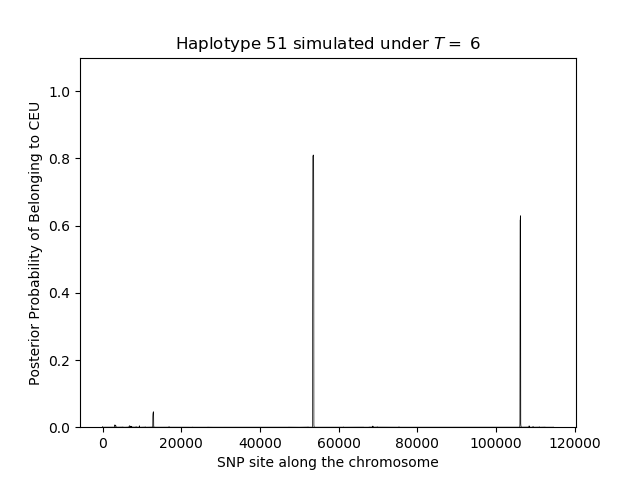 Haplotype 51 simulated under T = 6
Posterior Probability of Belonging to CEU
1.0
0.8
0.6
0.4
0.2
0.0
0 20000 40000 60000 80000 100000 120000
SNP site along the chromosome